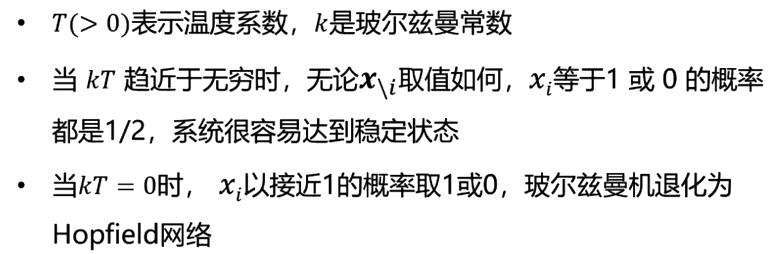 • T(> 0)表示温度系数，k是玻尔兹曼常数
• 当 kT 趋近于无穷时，无论x\i取值如何，xi等于1 或 0 的概率
都是1/2，系统很容易达到稳定状态
• 当kT = 0时， xi以接近1的概率取1或0，玻尔兹曼机退化为
Hopfield网络